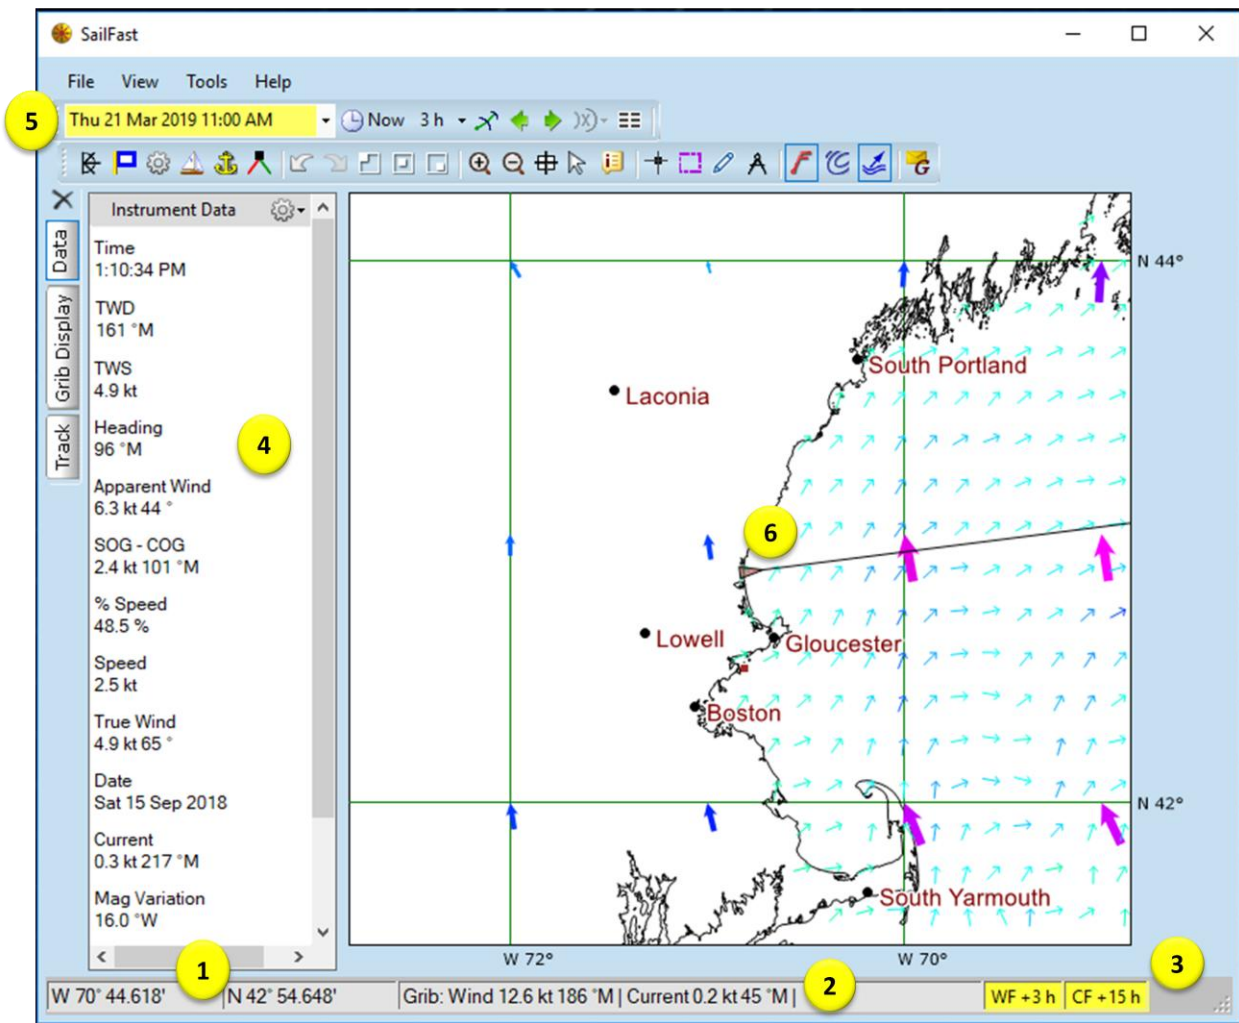 SailFast
File View Tools Help
5
Thu 21 Mar 2019 11:00 AM Now 3 h
G
Instrument Data
Data
Grib Display
Track
Time
1:10:34 PM
TWD
161 °M
TWS
4.9 kt
Heading
96 °M
4
Apparent Wind
6.3 kt 44 °
SOG - COG
2.4 kt 101 °M
% Speed
48.5 %
Speed
2.5 kt
True Wind
4.9 kt 65 °
Date
Sat 15 Sep 2018
Current
0.3 kt 217 °M
Mag Variation
16.0 °W
N 44°
South Portland
Laconia
6
Lowell
Gloucester
Boston
N 42°
South Yarmouth
W 72°
W 70°
1
2
3
W 70° 44.618' N 42° 54.648' Grib: Wind 12.6 kt 186 °M | Current 0.2 kt 45 °M | WF +3 h CF +15 h